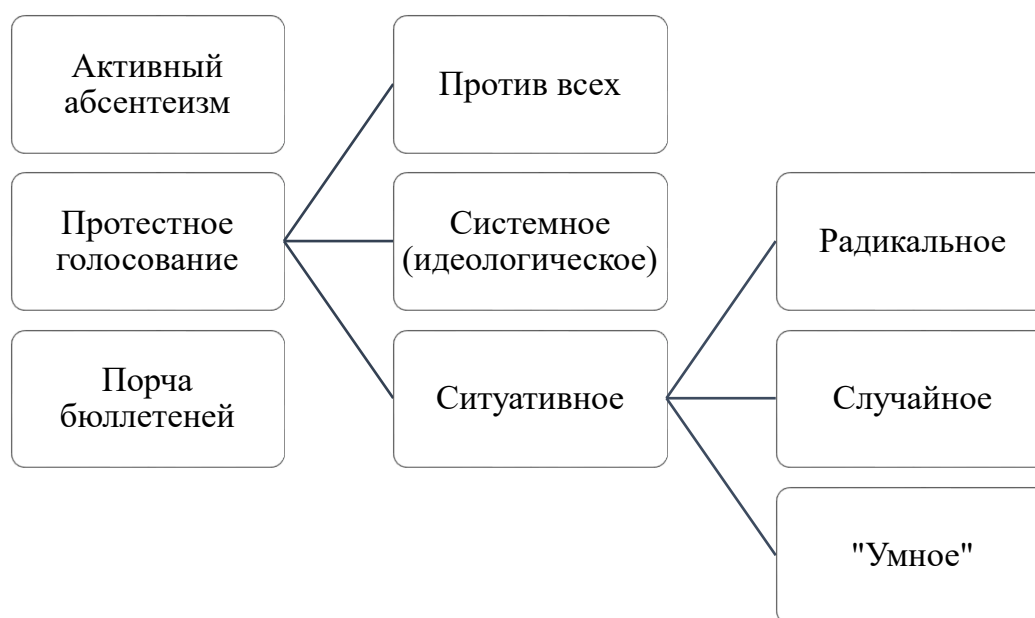 Активный
абсентеизм
Протестное
голосование
Порча
бюллетеней
Против всех
Системное
(идеологическое)
Ситуативное
Радикальное
Случайное
"Умное"